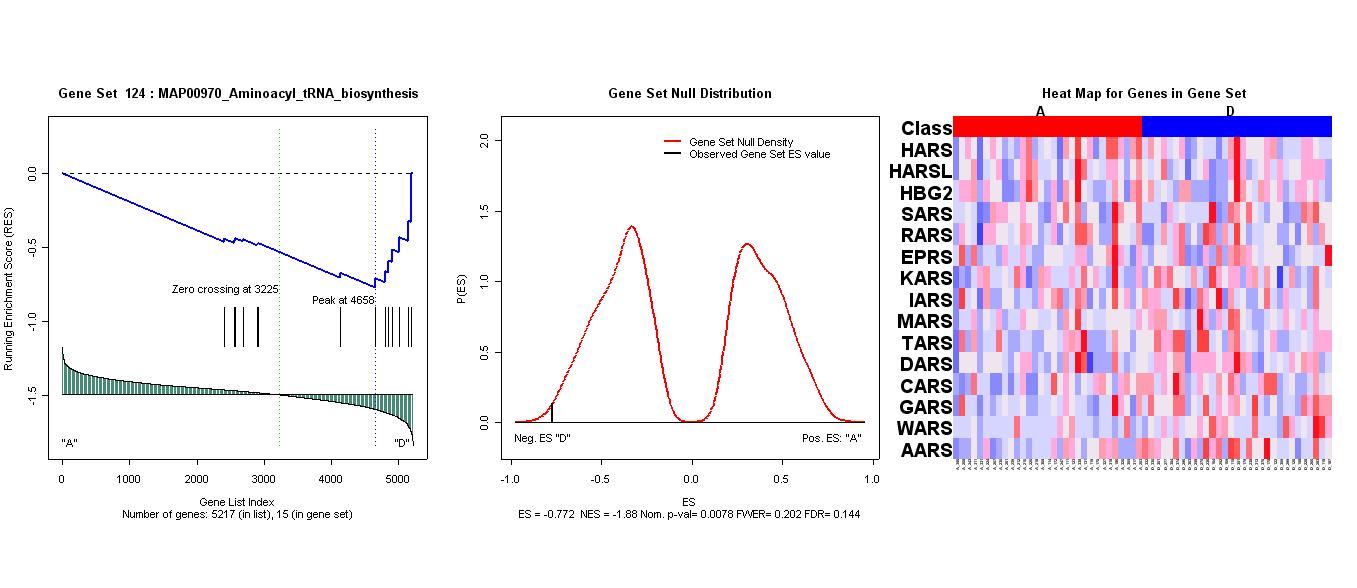 Gene Set 124 : MAP00970_Aminoacyl_tRNA_biosynthesis
Running Enrichment Score (RES)
0.0
-0.5
-1.0
-1.5
Zero crossing at 3225
Peak at 4658
"A"
"D"
0
1000
2000
3000
4000
5000
Gene List Index
Number of genes: 5217 (in list), 15 (in gene set)
Gene Set Null Distribution
P(ES)
2.0
1.5
1.0
0.5
0.0
Gene Set Null Density
Observed Gene Set ES value
Neg. ES "D"
Pos. ES: "A"
-1.0
-0.5
0.0
0.5
1.0
ES
ES = -0.772 NES = -1.88 Nom. p-val= 0.0078 FWER= 0.202 FDR= 0.144
Heat Map for Genes in Gene Set
A
D
Class
HARS
HARSL
HBG2
SARS
RARS
EPRS
KARS
IARS
MARS
TARS
DARS
CARS
GARS
WARS
AARS